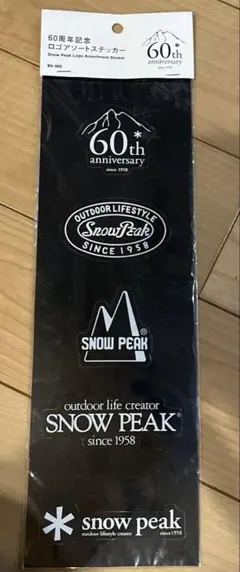 60周年記念
ロゴアソートステッカー
Snow Peak Logo Assortment Sticker
60th*
anniversary
since 1958
60th*
anniversary
since 1958
OUTDOOR LIFESTYLE
Snow Peak
SINCE 1958
SNOW PEAK®
outdoor life creator
SNOW PEAK®
since 1958
snow peak
outdoor lifestyle creator since1958